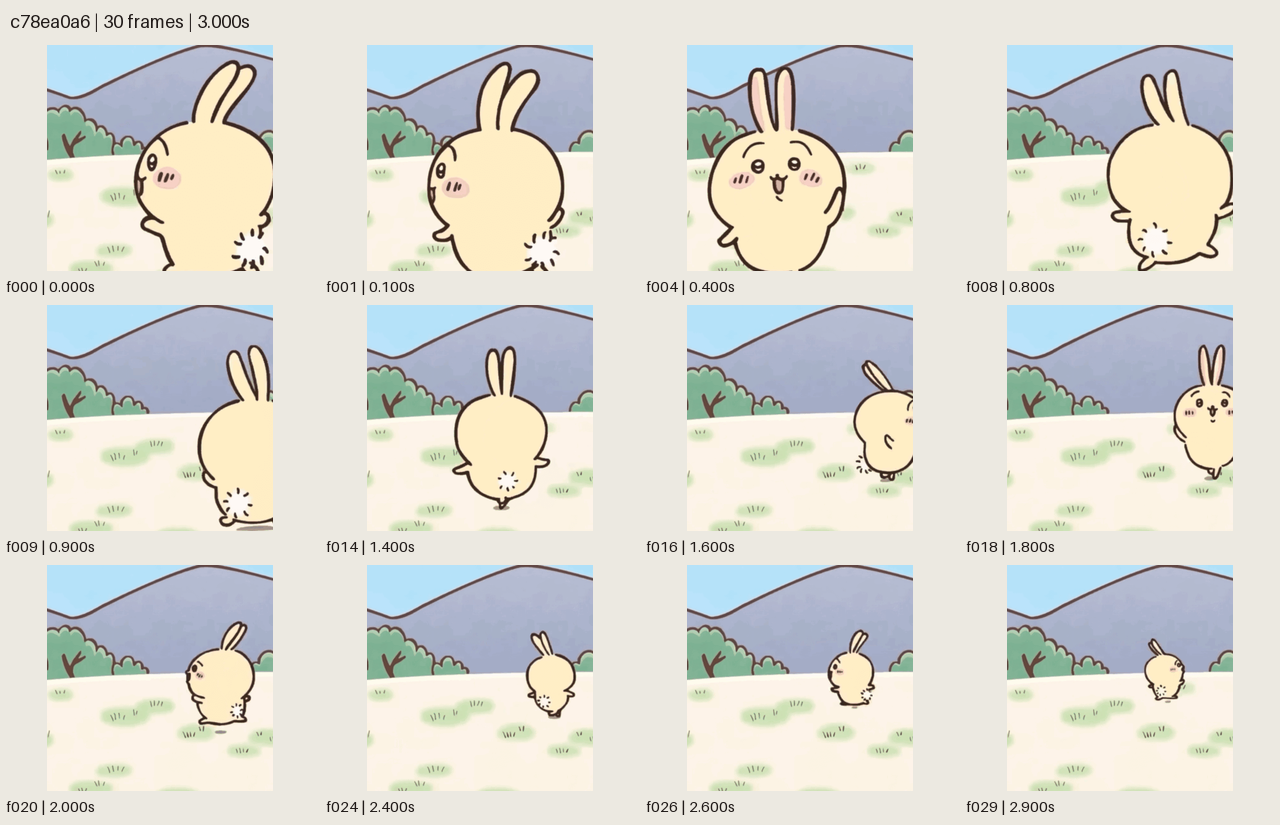 c78ea0a6 | 30 frames | 3.000s
f000 | 0.000s
f001 | 0.100s
f004 | 0.400s
f008 | 0.800s
f009 | 0.900s
f014 | 1.400s
f016 | 1.600s
f018 | 1.800s
f020 | 2.000s
f024 | 2.400s
f026 | 2.600s
f029 | 2.900s